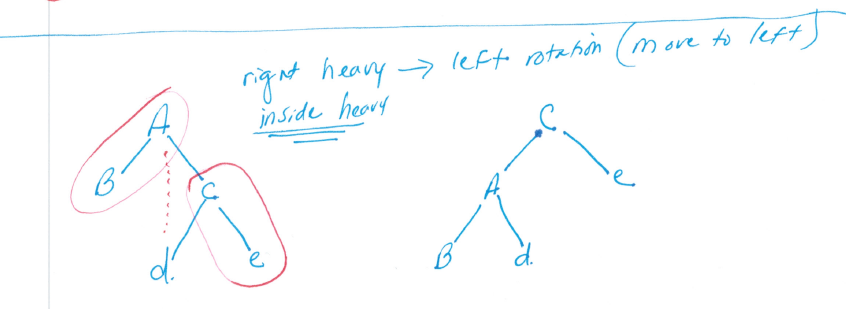 right heavy → left rotation (move to left)
inside heavy
A
B
C
d.
e
C
A
e
B
d.